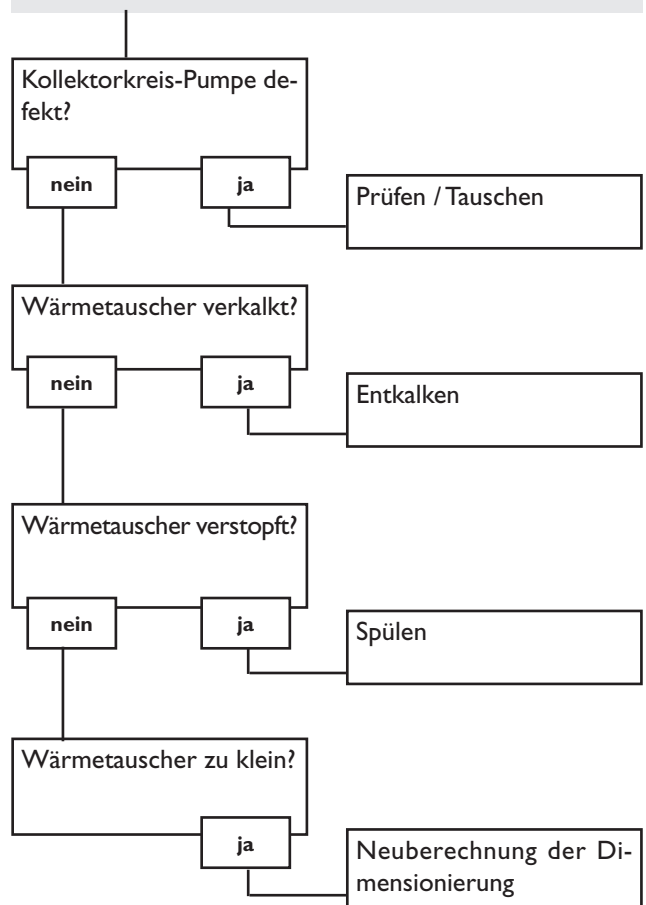 Kollektorkreis-Pumpe de-
fekt?
nein
ja
Prüfen / Tauschen
Wärmetauscher verkalkt?
nein
ja
Entkalken
Wärmetauscher verstopft?
nein
ja
Spülen
Wärmetauscher zu klein?
ja
Neuberechnung der Di-
mensionierung